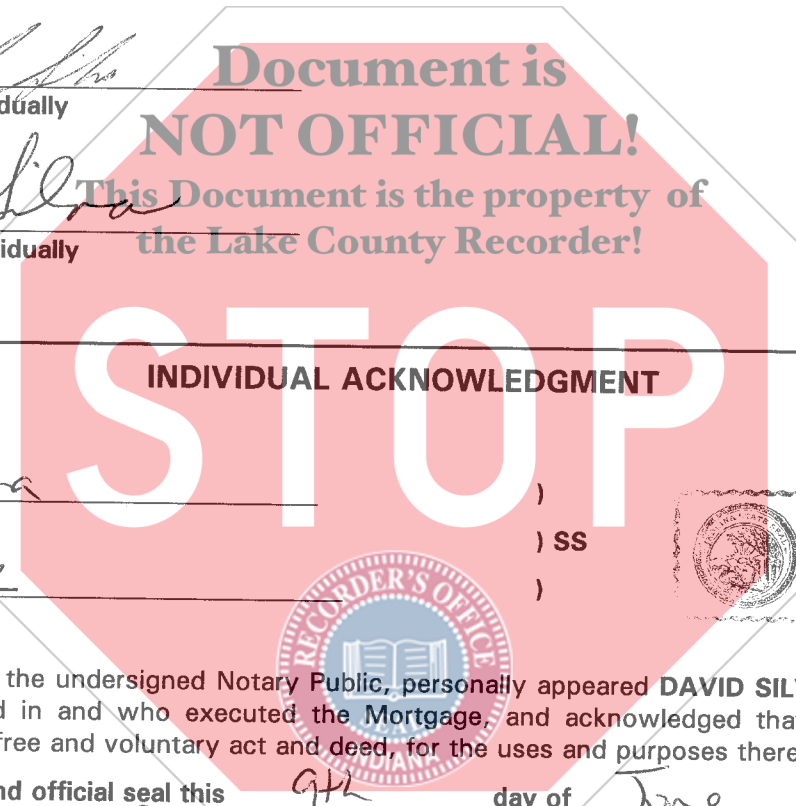 Document is
NOT OFFICIAL!
dually
This Document is the property of
Silva
the Lake County Recorder!
idually
STOP
INDIVIDUAL ACKNOWLEDGMENT
)
) SS
)
RECORDER'S OFFICE
INDIANA
the undersigned Notary Public, personally appeared DAVID SIL
d in and who executed the Mortgage, and acknowledged tha
free and voluntary act and deed, for the uses and purposes there
nd official seal this 9th day of June